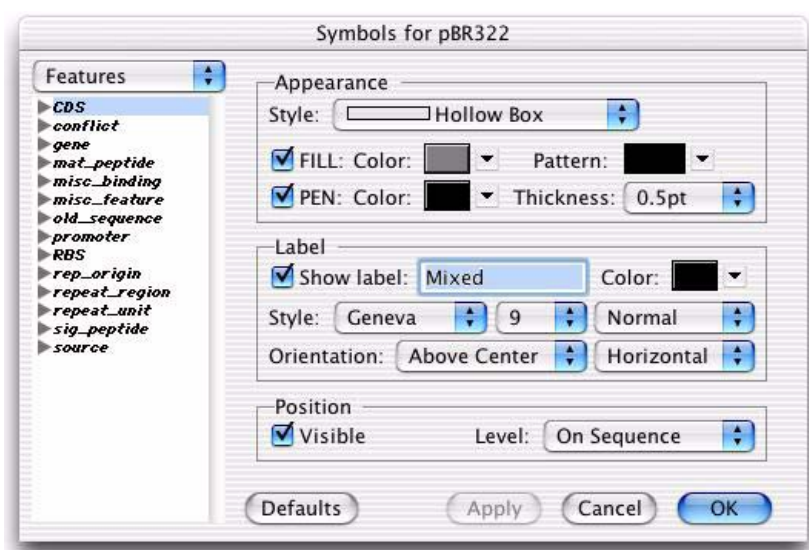 Symbols for pBR322
Features
CDS
conflict
gene
mat_peptide
misc_binding
misc_feature
old_sequence
promoter
RBS
rep_origin
repeat_region
repeat_unit
sig_peptide
source
Appearance
Style: Hollow Box
FILL: Color: Pattern:
PEN: Color: Thickness: 0.5pt
Label
Show label: Mixed Color:
Style: Geneva 9 Normal
Orientation: Above Center Horizontal
Position
Visible Level: On Sequence
Defaults Apply Cancel OK